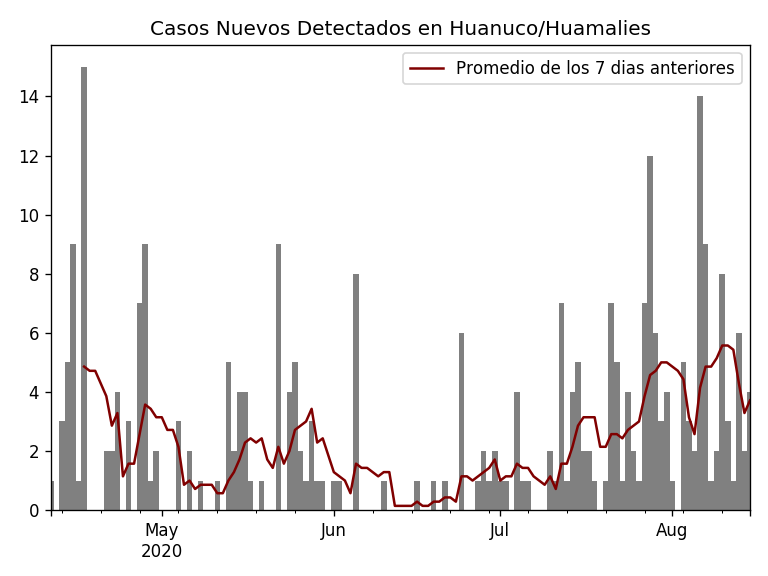 Casos Nuevos Detectados en Huanuco/Huamalies
Promedio de los 7 dias anteriores
14
12
10
8
6
4
2
0
May
2020
Jun
Jul
Aug